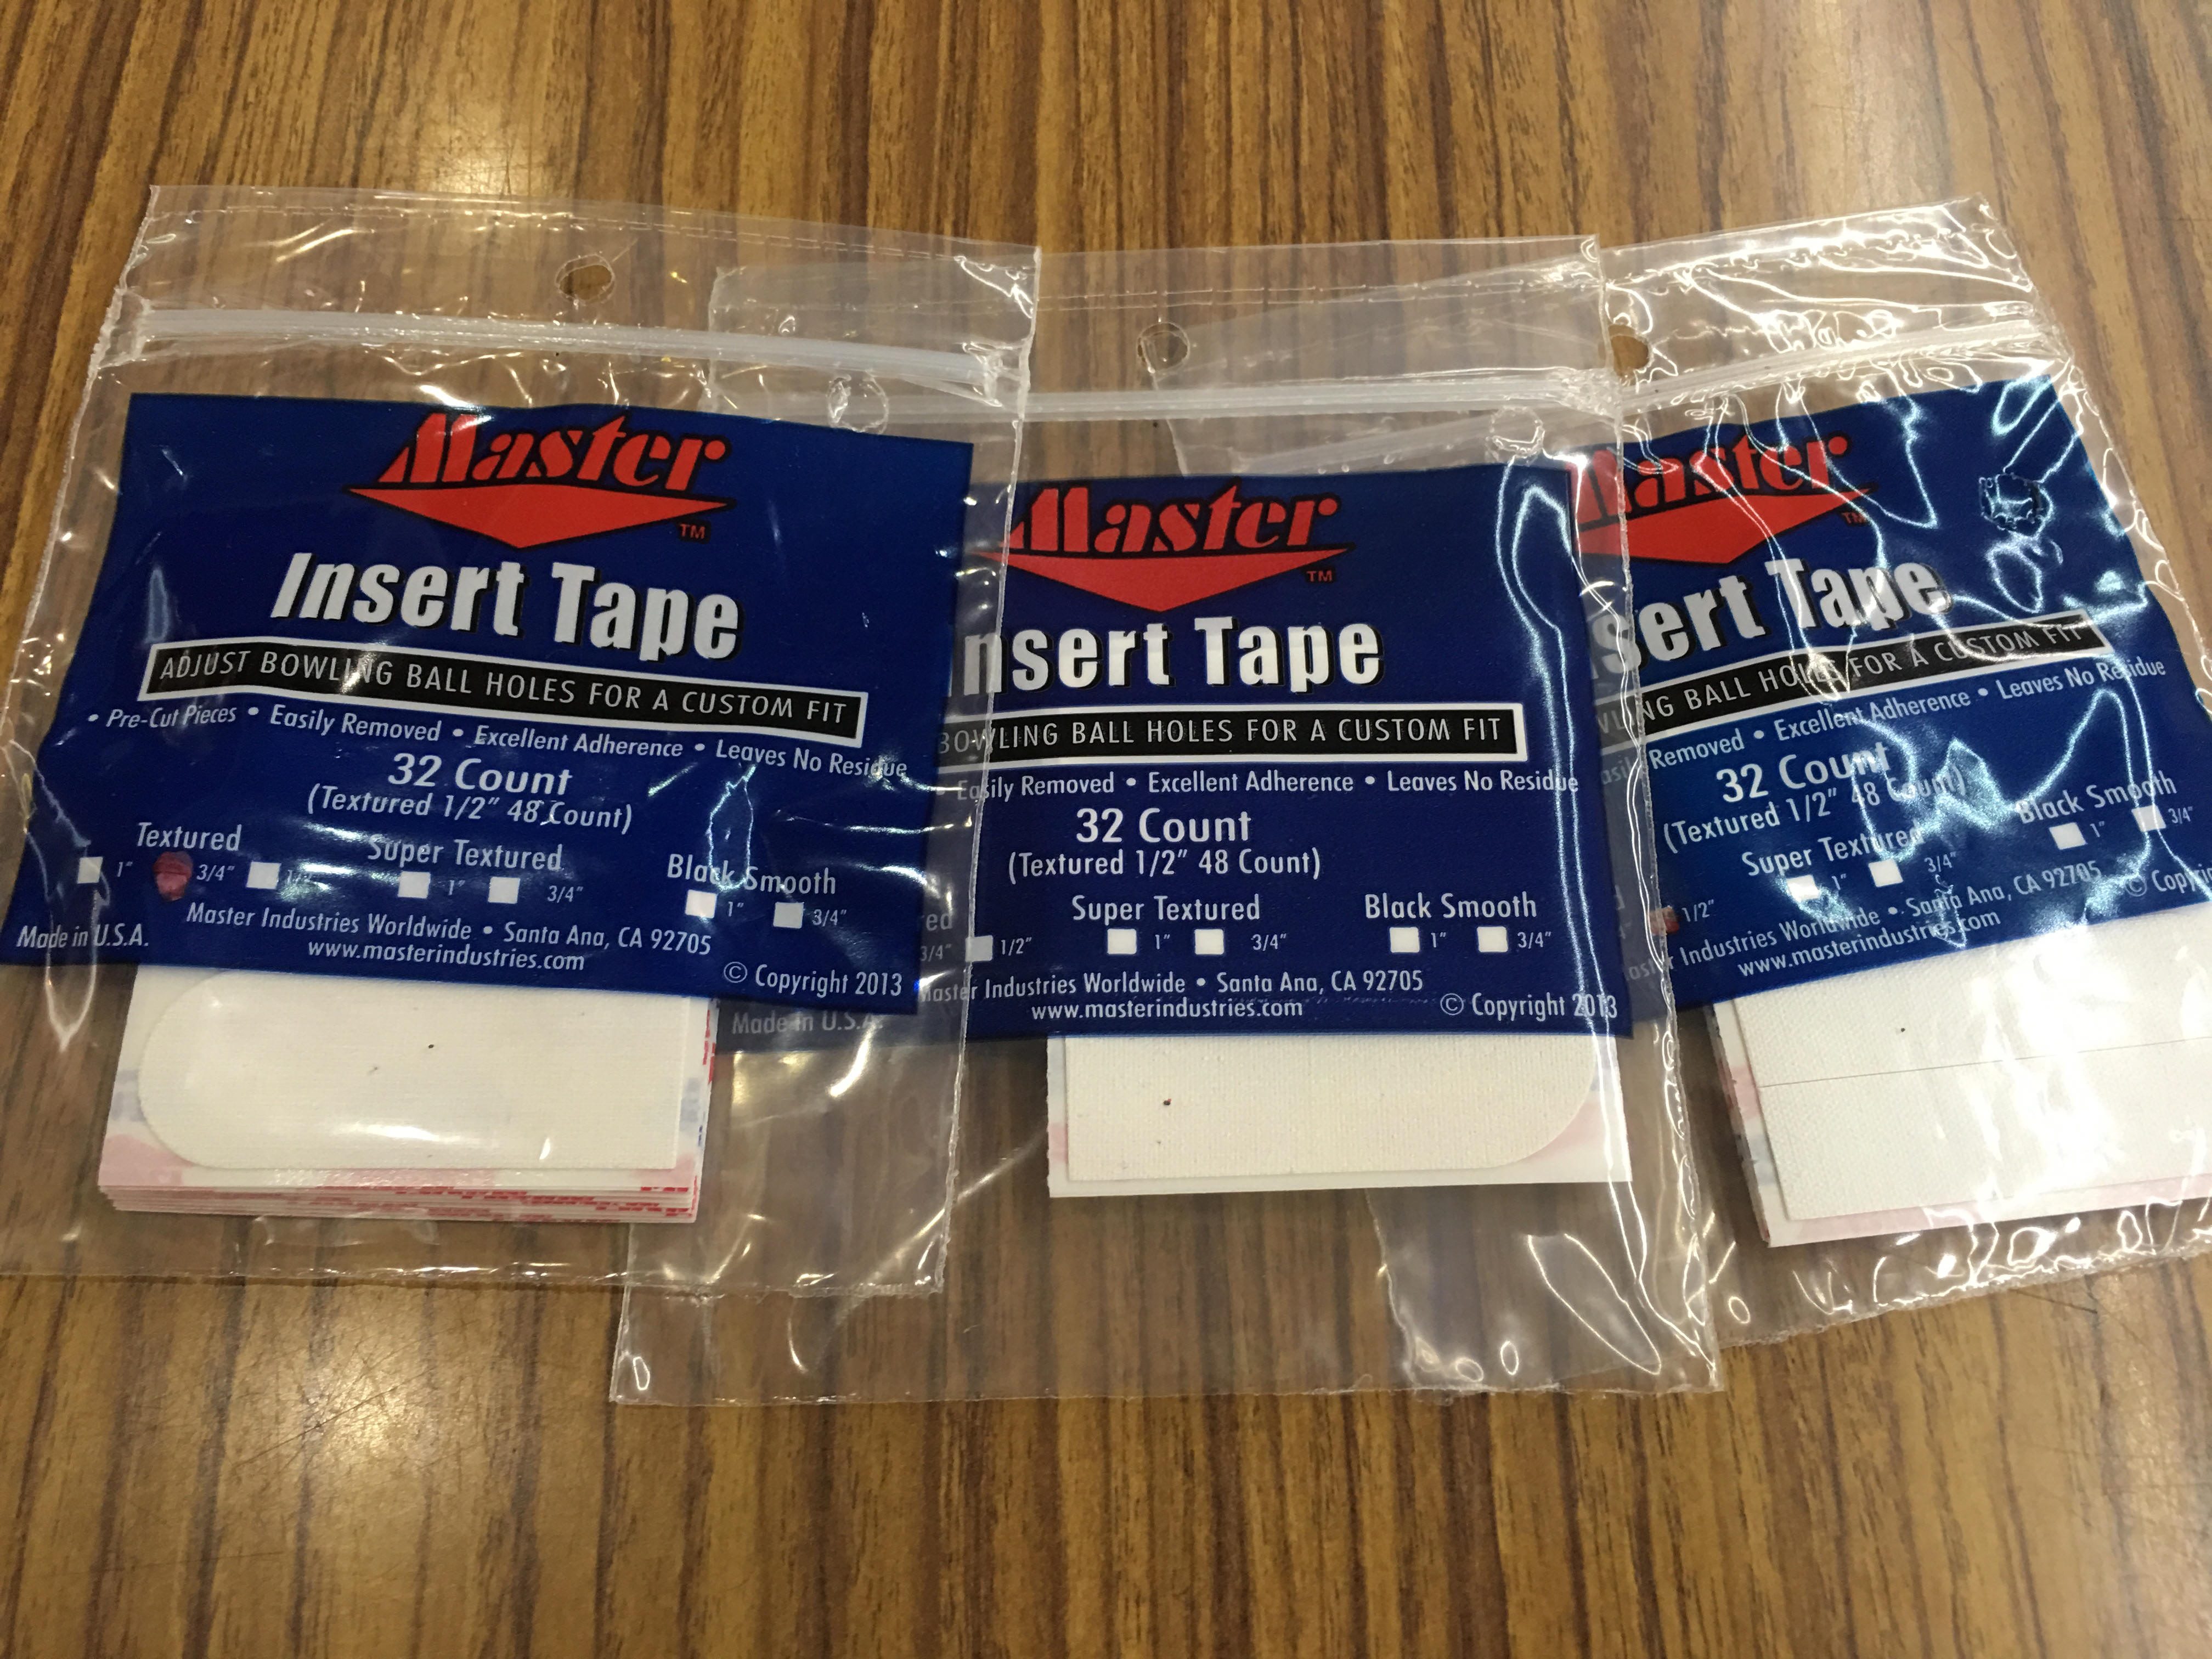 Master
TM
Insert Tape
ADJUST BOWLING BALL HOLES FOR A CUSTOM FIT
• Pre-Cut Pieces • Easily Removed • Excellent Adherence • Leaves No Residue
32 Count
(Textured 1/2" 48 Count)
Textured Super Textured Black Smooth
1" 3/4" 1/2" 1" 3/4" 1" 3/4"
Made in U.S.A.
Master Industries Worldwide • Santa Ana, CA 92705
www.masterindustries.com
© Copyright 2013
Master
TM
Insert Tape
BOWLING BALL HOLES FOR A CUSTOM FIT
Easily Removed • Excellent Adherence • Leaves No Residue
32 Count
(Textured 1/2" 48 Count)
Super Textured Black Smooth
3/4" 1/2" 1" 3/4" 1" 3/4"
Made in U.S.A.
Master Industries Worldwide • Santa Ana, CA 92705
www.masterindustries.com
© Copyright 2013
Master
TM
sert Tape
BALL HOLES FOR A CUSTOM FIT
Removed • Excellent Adherence • Leaves No Residue
32 Count
(Textured 1/2" 48 Count)
Super Textured Black Smooth
1/2" 1" 3/4" 1" 3/4"
Industries Worldwide • Santa Ana, CA 92705
www.masterindustries.com
©